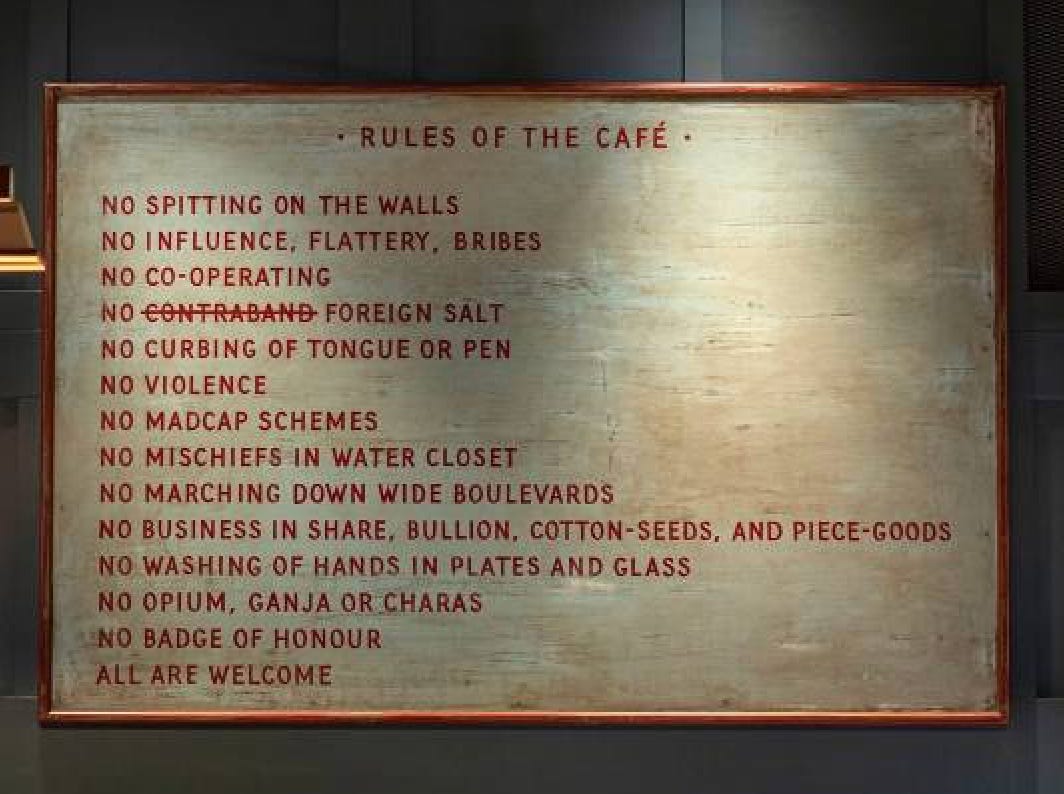 · RULES OF THE CAFÉ ·
NO SPITTING ON THE WALLS
NO INFLUENCE, FLATTERY, BRIBES
NO CO-OPERATING
NO CONTRABAND FOREIGN SALT
NO CURBING OF TONGUE OR PEN
NO VIOLENCE
NO MADCAP SCHEMES
NO MISCHIEFS IN WATER CLOSET
NO MARCHING DOWN WIDE BOULEVARDS
NO BUSINESS IN SHARE, BULLION, COTTON-SEEDS, AND PIECE-GOODS
NO WASHING OF HANDS IN PLATES AND GLASS
NO OPIUM, GANJA OR CHARAS
NO BADGE OF HONOUR
ALL ARE WELCOME